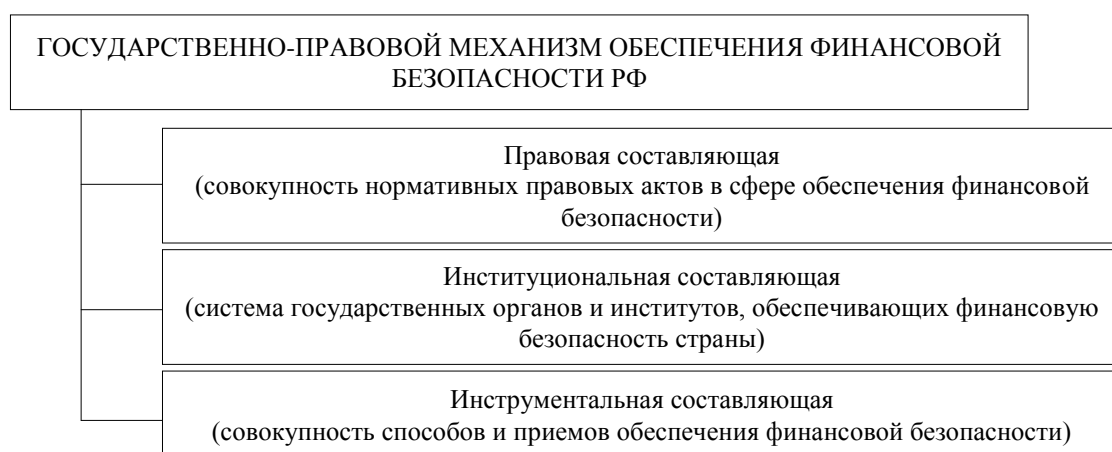 ГОСУДАРСТВЕННО-ПРАВОВОЙ МЕХАНИЗМ ОБЕСПЕЧЕНИЯ ФИНАНСОВОЙ
БЕЗОПАСНОСТИ РФ
Правовая составляющая
(совокупность нормативных правовых актов в сфере обеспечения финансовой
безопасности)
Институциональная составляющая
(система государственных органов и институтов, обеспечивающих финансовую
безопасность страны)
Инструментальная составляющая
(совокупность способов и приемов обеспечения финансовой безопасности)